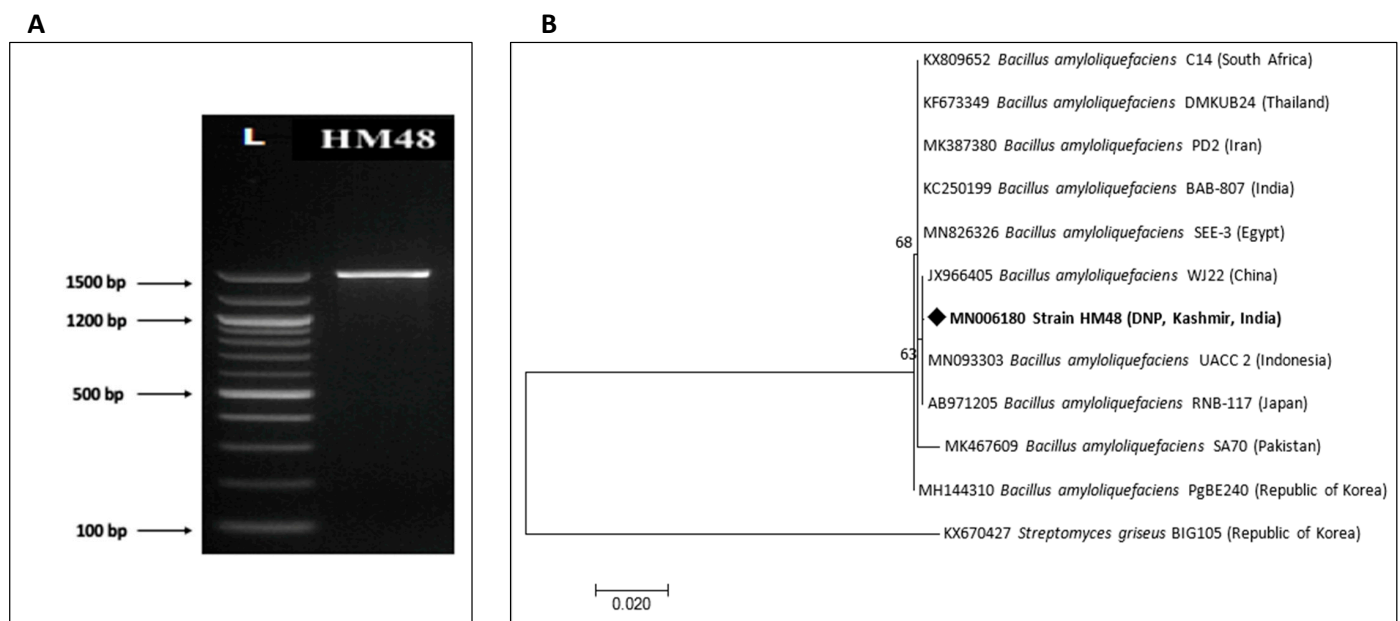 A
L HM48
1500 bp
1200 bp
500 bp
100 bp
B
KX809652 Bacillus amyloliquefaciens C14 (South Africa)
KF673349 Bacillus amyloliquefaciens DMKUB24 (Thailand)
MK387380 Bacillus amyloliquefaciens PD2 (Iran)
KC250199 Bacillus amyloliquefaciens BAB-807 (India)
MN826326 Bacillus amyloliquefaciens SEE-3 (Egypt)
68
JX966405 Bacillus amyloliquefaciens WJ22 (China)
MN006180 Strain HM48 (DNP, Kashmir, India)
63
MN093303 Bacillus amyloliquefaciens UACC 2 (Indonesia)
AB971205 Bacillus amyloliquefaciens RNB-117 (Japan)
MK467609 Bacillus amyloliquefaciens SA70 (Pakistan)
MH144310 Bacillus amyloliquefaciens PgBE240 (Republic of Korea)
KX670427 Streptomyces griseus BIG105 (Republic of Korea)
0.020